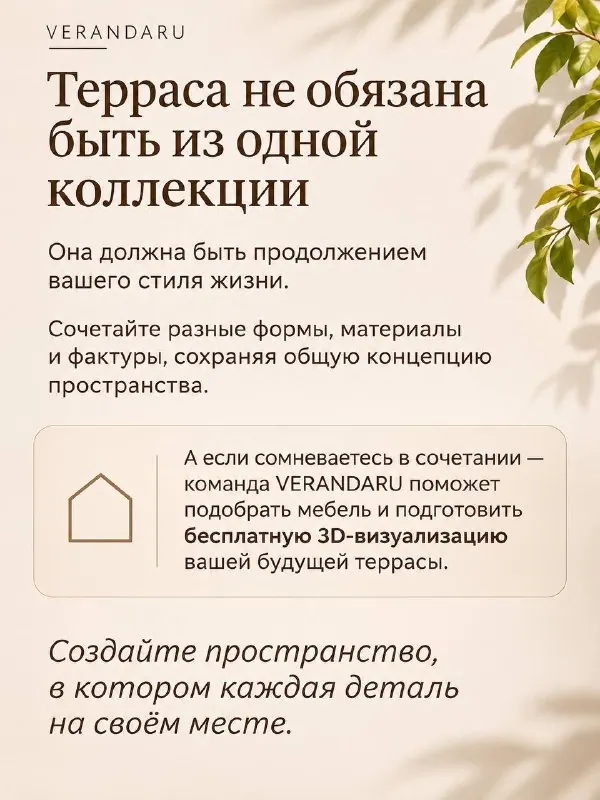 VERANDARU
Терраса не обязана
быть из одной
коллекции
Она должна быть продолжением
вашего стиля жизни.
Сочетайте разные формы, материалы
и фактуры, сохраняя общую концепцию
пространства.
А если сомневаетесь в сочетании —
команда VERANDARU поможет
подобрать мебель и подготовить
бесплатную 3D-визуализацию
вашей будущей террасы.
Создайте пространство,
в котором каждая деталь
на своём месте.